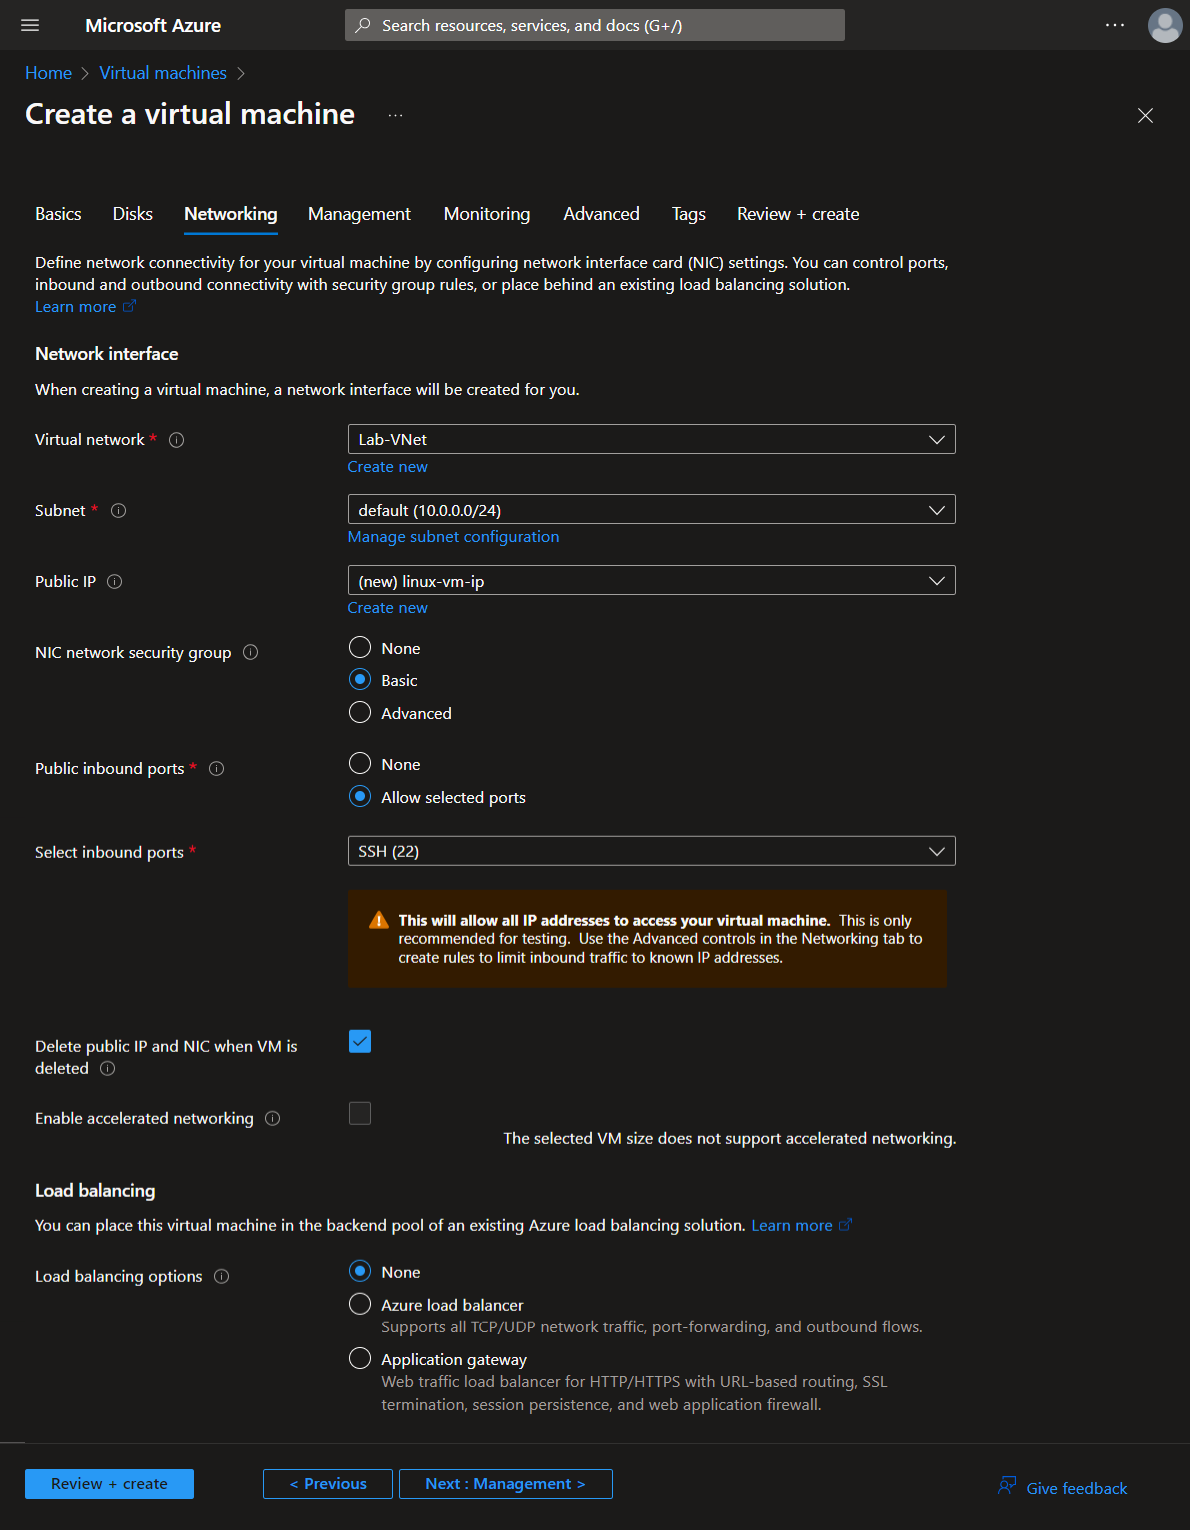 Microsoft Azure
Search resources, services, and docs (G+/)
Home > Virtual machines >
Create a virtual machine ...
Basics Disks Networking Management Monitoring Advanced Tags Review + create
Define network connectivity for your virtual machine by configuring network interface card (NIC) settings. You can control ports,
inbound and outbound connectivity with security group rules, or place behind an existing load balancing solution.
Learn more
Network interface
When creating a virtual machine, a network interface will be created for you.
Virtual network *
Lab-VNet
Create new
Subnet *
default (10.0.0.0/24)
Manage subnet configuration
Public IP
(new) linux-vm-ip
Create new
NIC network security group
None
Basic
Advanced
Public inbound ports *
None
Allow selected ports
Select inbound ports *
SSH (22)
This will allow all IP addresses to access your virtual machine. This is only
recommended for testing. Use the Advanced controls in the Networking tab to
create rules to limit inbound traffic to known IP addresses.
Delete public IP and NIC when VM is
deleted
Enable accelerated networking
The selected VM size does not support accelerated networking.
Load balancing
You can place this virtual machine in the backend pool of an existing Azure load balancing solution. Learn more
Load balancing options
None
Azure load balancer
Supports all TCP/UDP network traffic, port-forwarding, and outbound flows.
Application gateway
Web traffic load balancer for HTTP/HTTPS with URL-based routing, SSL
termination, session persistence, and web application firewall.
Review + create
< Previous
Next : Management >
Give feedback